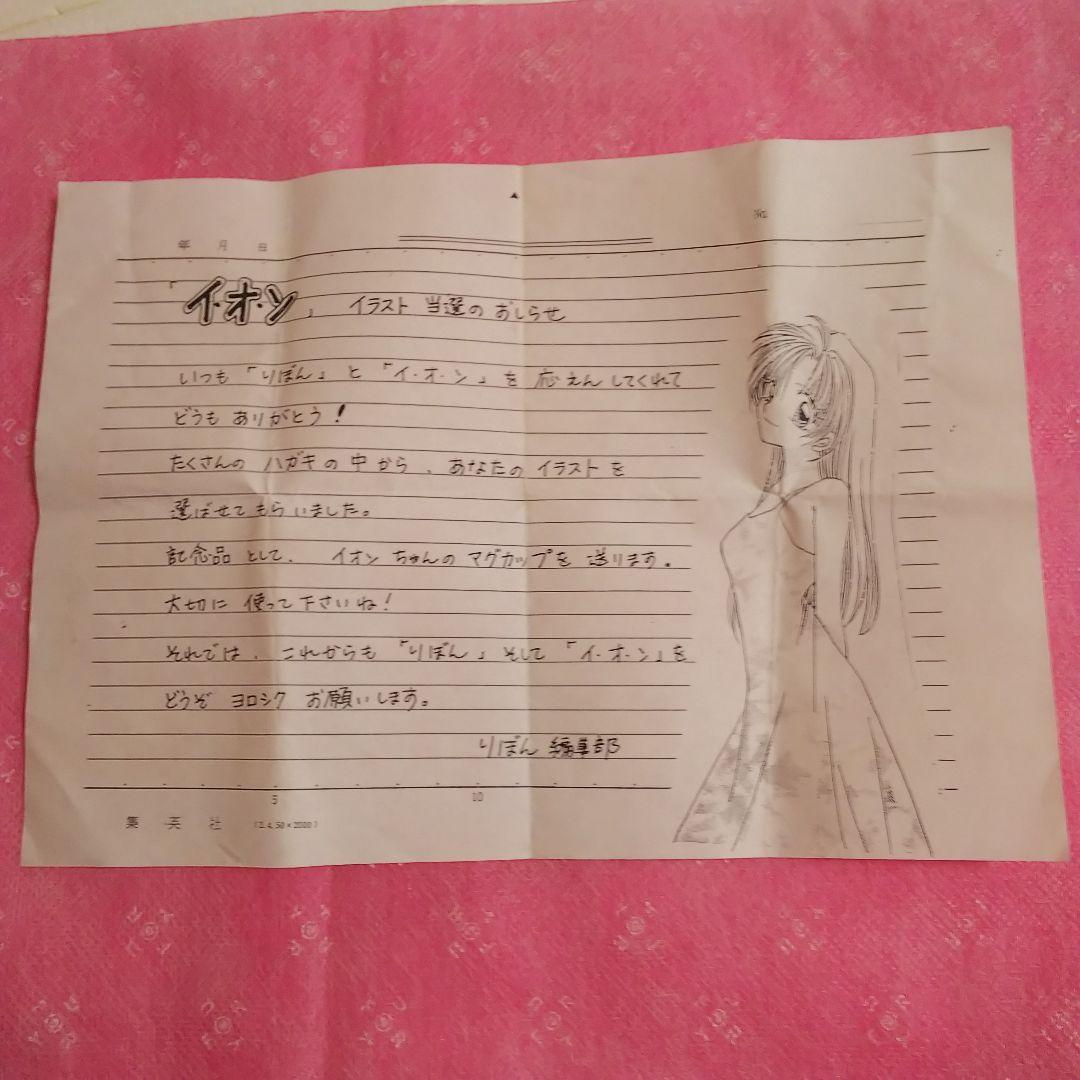 No.
年 月 日
「イ・オ・ン」 イラスト 当選の おしらせ
いつも「りぼん」と「イ・オ・ン」を 応えん してくれて
どうも ありがとう!
たくさんの ハガキの 中から、あなたの イラストを
選ばせて もらいました。
記念品 として、 イオン ちゃんの マグカップを 送ります。
大切に 使って 下さいね!
それでは、これからも「りぼん」そして「イ・オ・ン」を
どうぞ ヨロシク お願いします。
りぼん 編集部
5 10
集英社 (2.4.50×2000)